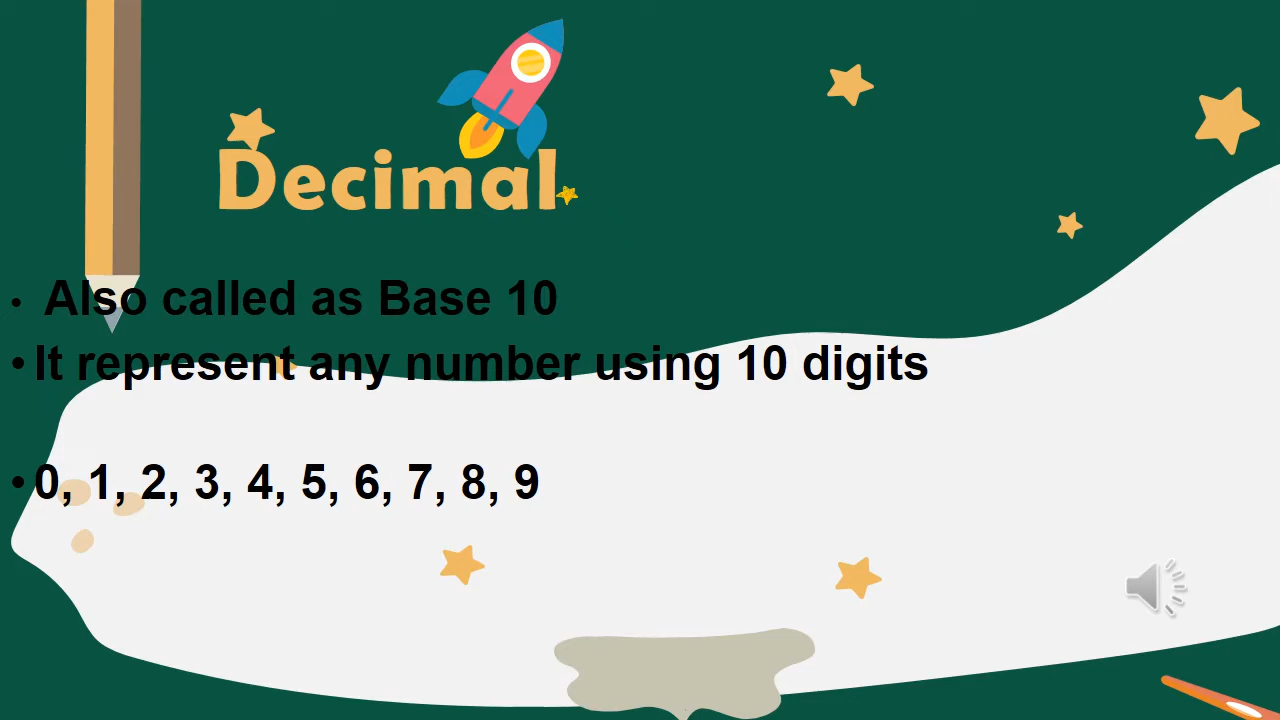 Decimal
• Also called as Base 10
• It represent any number using 10 digits
• 0, 1, 2, 3, 4, 5, 6, 7, 8, 9